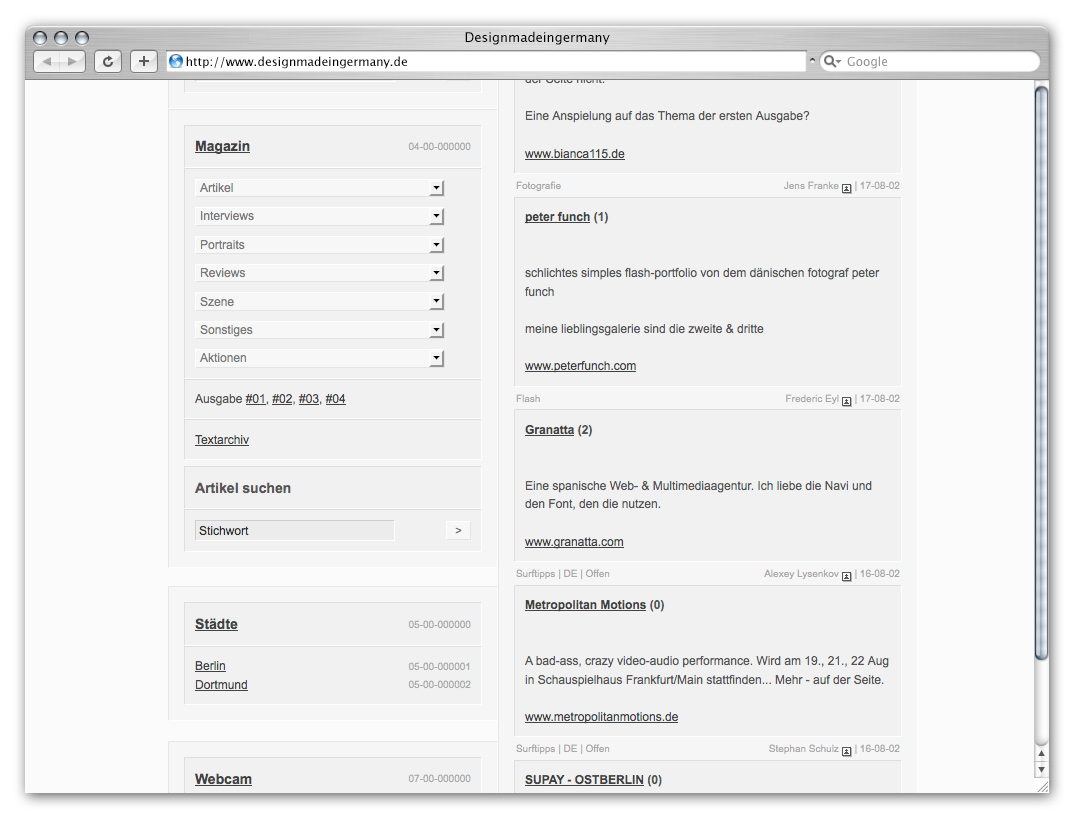 Designmadeingermany
http://www.designmadeingermany.de
Google
Magazin 04-00-000000
Artikel
Interviews
Portraits
Reviews
Szene
Sonstiges
Aktionen
Ausgabe #01, #02, #03, #04
Textarchiv
Artikel suchen
Stichwort >
Städte 05-00-000000
Berlin 05-00-000001
Dortmund 05-00-000002
Webcam 07-00-000000
der Seite nicht.
Eine Anspielung auf das Thema der ersten Ausgabe?
www.bianca115.de
Fotografie Jens Franke | 17-08-02
peter funch (1)
schlichtes simples flash-portfolio von dem dänischen fotograf peter
funch
meine lieblingsgalerie sind die zweite & dritte
www.peterfunch.com
Flash Frederic Eyl | 17-08-02
Granatta (2)
Eine spanische Web- & Multimediaagentur. Ich liebe die Navi und
den Font, den die nutzen.
www.granatta.com
Surftipps | DE | Offen Alexey Lysenkov | 16-08-02
Metropolitan Motions (0)
A bad-ass, crazy video-audio performance. Wird am 19., 21., 22 Aug
in Schauspielhaus Frankfurt/Main stattfinden... Mehr - auf der Seite.
www.metropolitanmotions.de
Surftipps | DE | Offen Stephan Schulz | 16-08-02
SUPAY - OSTBERLIN (0)